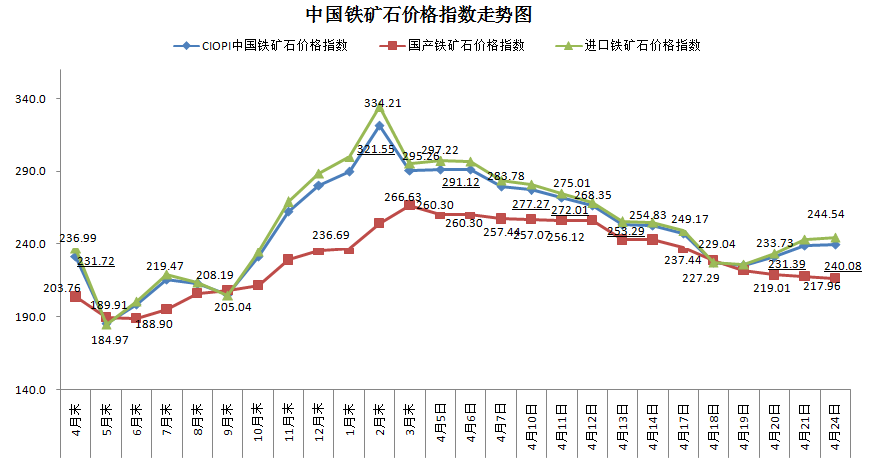 中国铁矿石价格指数走势图
CIOPI中国铁矿石价格指数 国产铁矿石价格指数 进口铁矿石价格指数
340.0
290.0
240.0
190.0
140.0
334.21
321.55
295.26
297.22
291.12
283.78
277.27
275.01
272.01
268.35
266.63
260.30
260.30
257.44
257.07
256.12
253.29
254.83
249.17
237.44
229.04
227.29
233.73
231.39
219.01
244.54
240.08
217.96
236.99
231.72
203.76
189.91
184.97
188.90
219.47
208.19
205.04
236.69
4月末
5月末
6月末
7月末
8月末
9月末
10月末
11月末
12月末
1月末
2月末
3月末
4月5日
4月6日
4月7日
4月10日
4月11日
4月12日
4月13日
4月14日
4月17日
4月18日
4月19日
4月20日
4月21日
4月24日